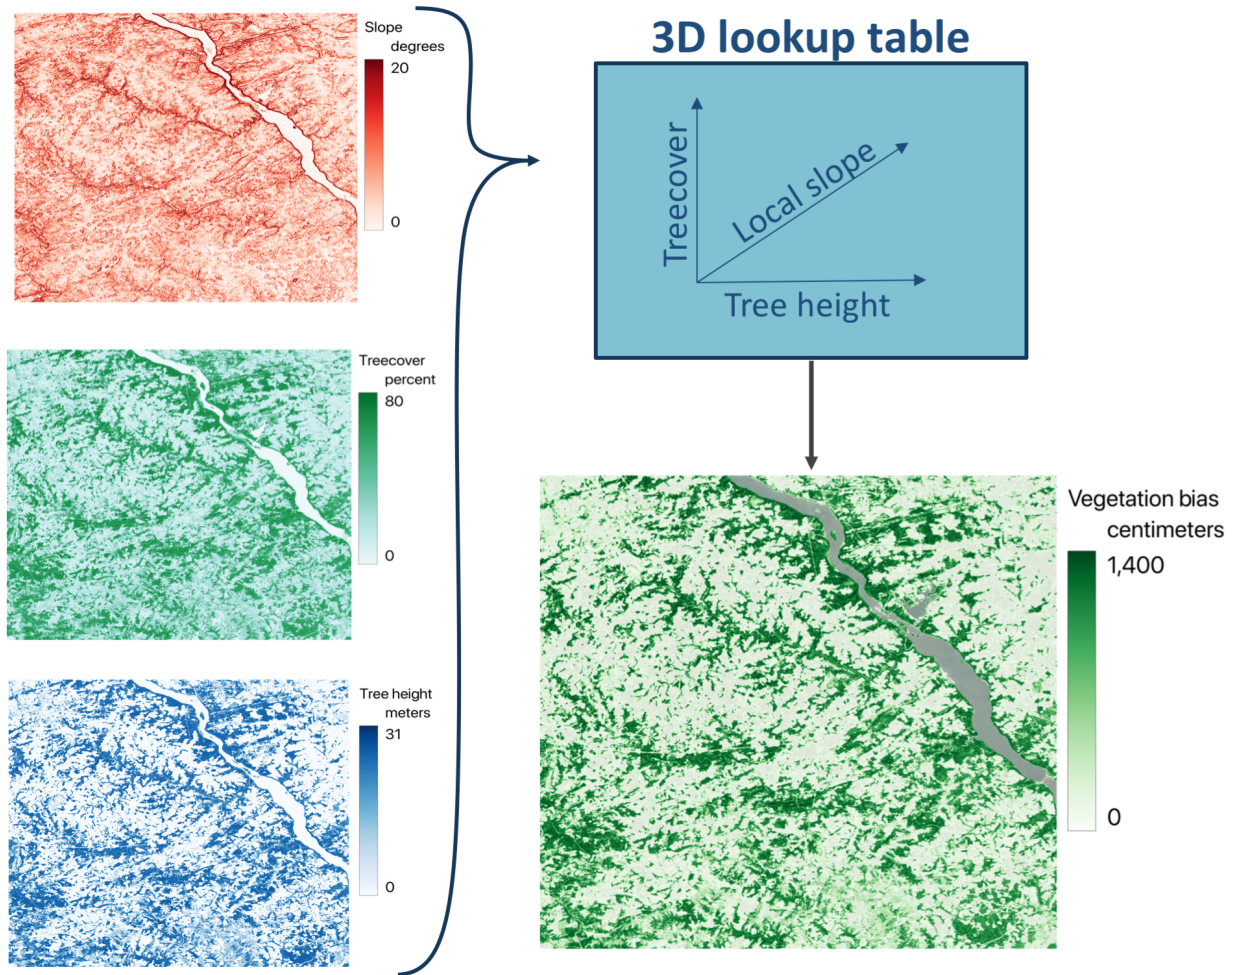 Slope
degrees
20
0
Treecover
percent
80
0
Tree height
meters
31
0
3D lookup table
Treecover
Local slope
Tree height
Vegetation bias
centimeters
1,400
0